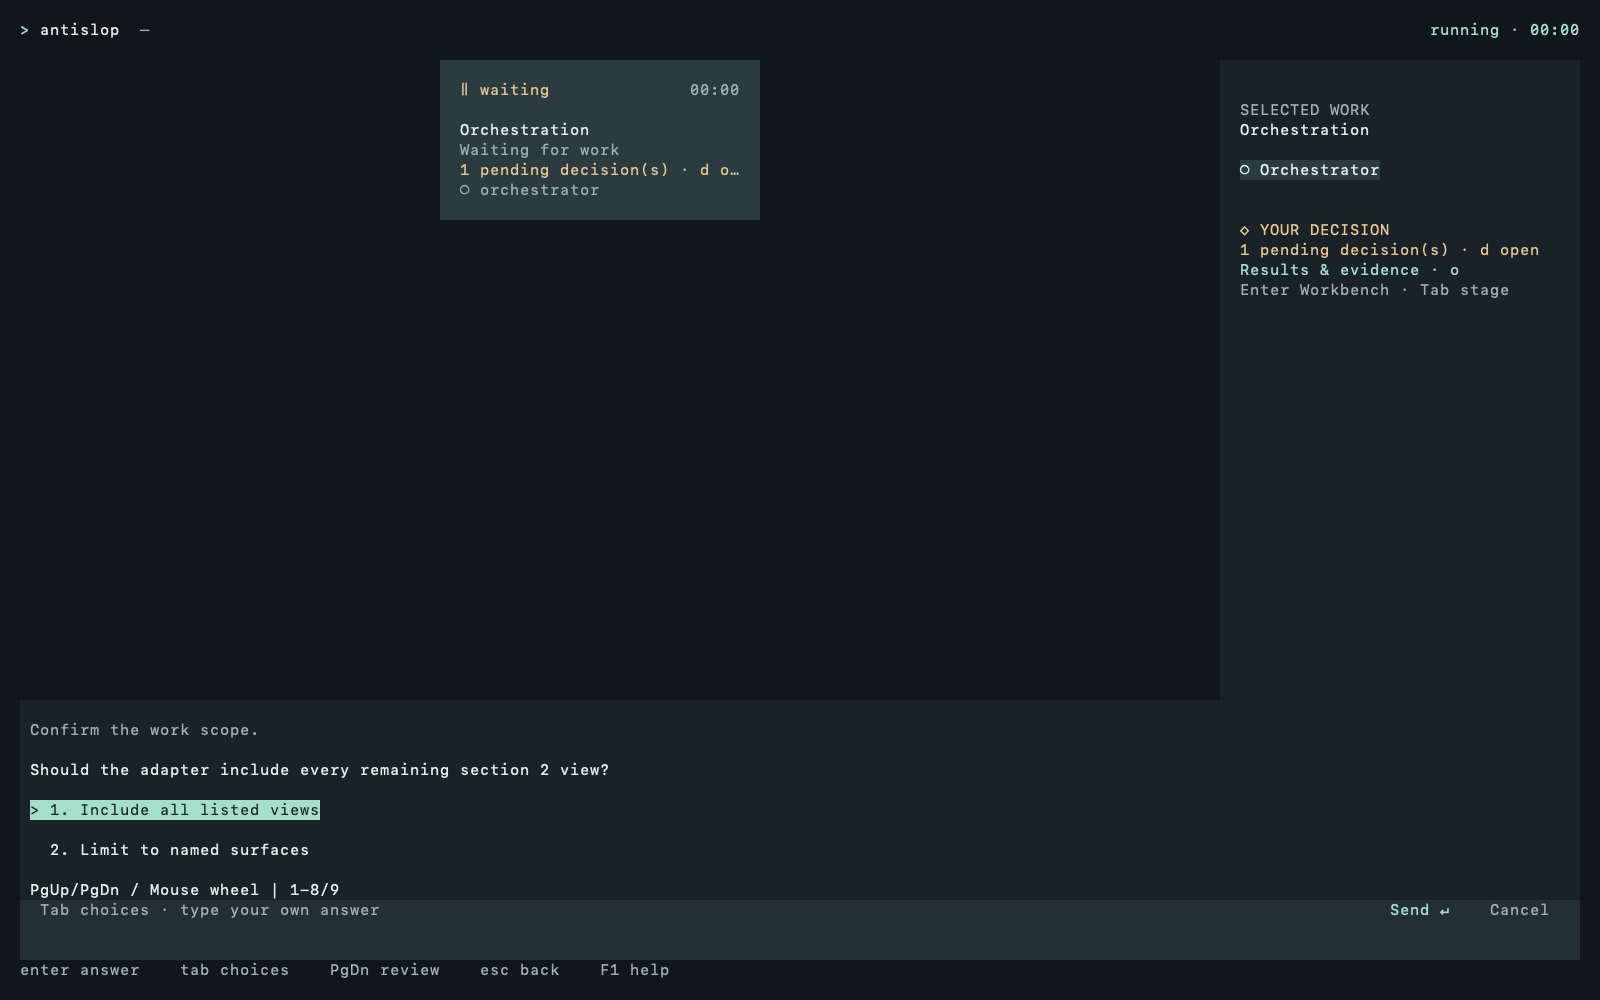 > antislop —
running · 00:00
‖ waiting 00:00
Orchestration
Waiting for work
1 pending decision(s) · d o…
○ orchestrator
SELECTED WORK
Orchestration
○ Orchestrator
◇ YOUR DECISION
1 pending decision(s) · d open
Results & evidence · o
Enter Workbench · Tab stage
Confirm the work scope.
Should the adapter include every remaining section 2 view?
> 1. Include all listed views
2. Limit to named surfaces
PgUp/PgDn / Mouse wheel | 1–8/9
Tab choices · type your own answer
Send ↵ Cancel
enter answer tab choices PgDn review esc back F1 help